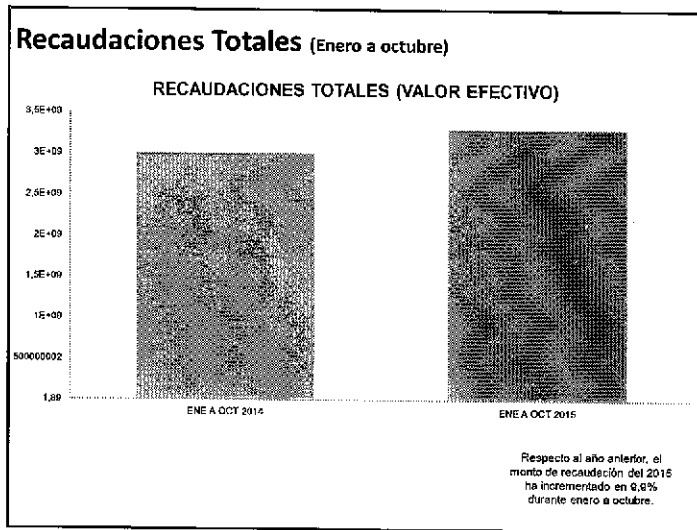 Recaudaciones Totales (Enero a octubre)
RECAUDACIONES TOTALES (VALOR EFECTIVO)
3,5E+09
3E+09
2,5E+09
2E+09
1,5E+09
1E+09
500000002
1,89
ENE A OCT 2014
ENE A OCT 2015
Respecto al año anterior, el
monto de recaudación del 2015
ha incrementado en 9,9%
durante enero a octubre.